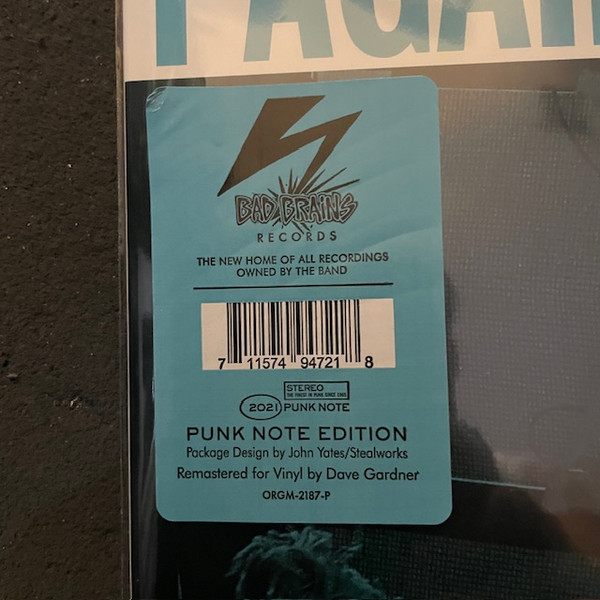 BAD BRAINS
RECORDS
THE NEW HOME OF ALL RECORDINGS
OWNED BY THE BAND
7 11574 94721 8
STEREO
2021 PUNK NOTE
PUNK NOTE EDITION
Package Design by John Yates/Stealworks
Remastered for Vinyl by Dave Gardner
ORGM-2187-P